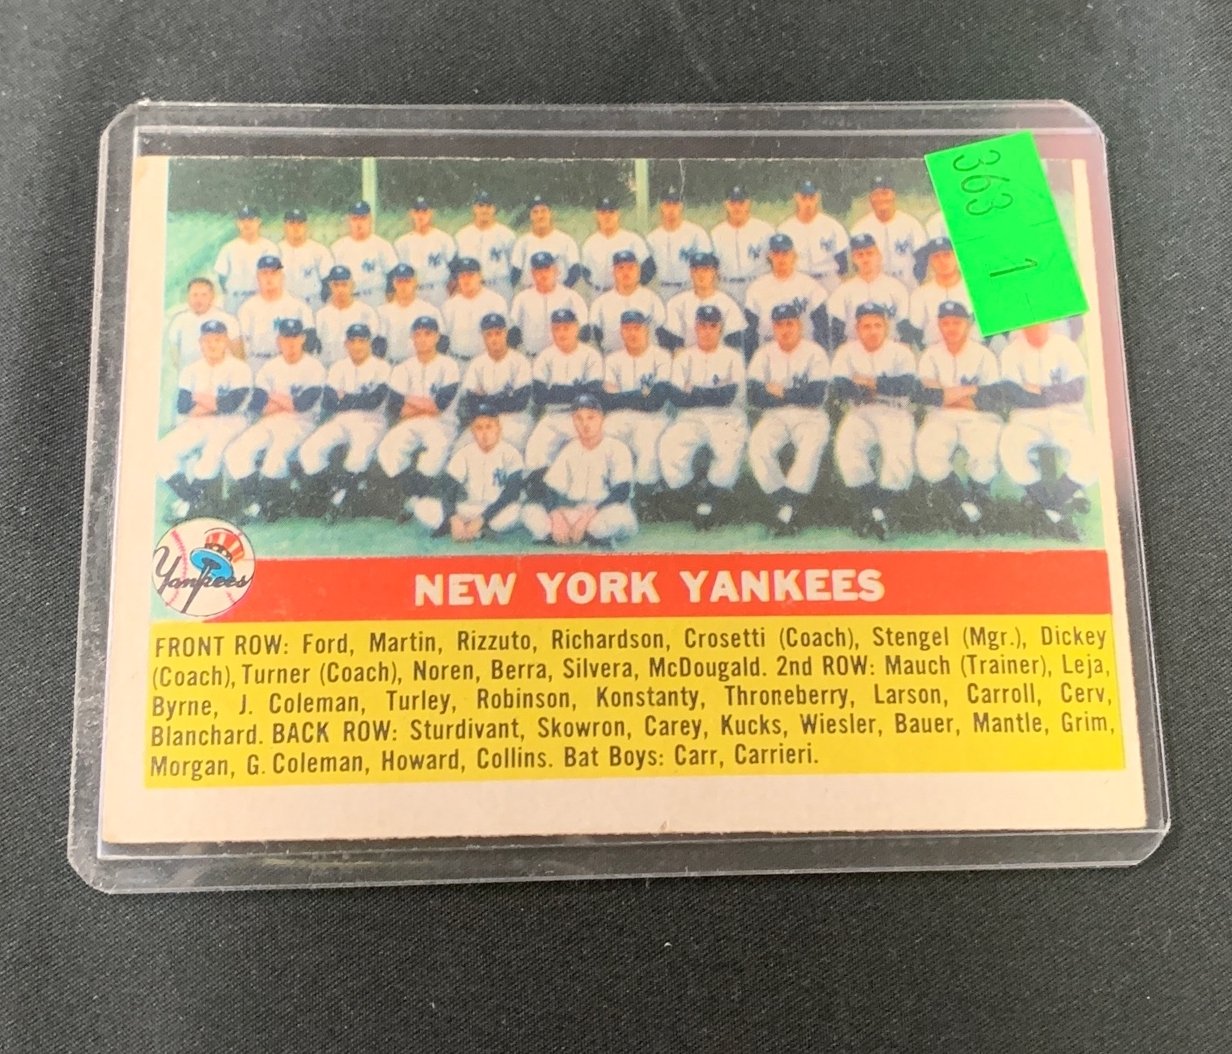 363 1
Yankees
NEW YORK YANKEES
FRONT ROW: Ford, Martin, Rizzuto, Richardson, Crosetti (Coach), Stengel (Mgr.), Dickey
(Coach), Turner (Coach), Noren, Berra, Silvera, McDougald. 2nd ROW: Mauch (Trainer), Leja,
Byrne, J. Coleman, Turley, Robinson, Konstanty, Throneberry, Larson, Carroll, Cerv,
Blanchard. BACK ROW: Sturdivant, Skowron, Carey, Kucks, Wiesler, Bauer, Mantle, Grim,
Morgan, G. Coleman, Howard, Collins. Bat Boys: Carr, Carrieri.